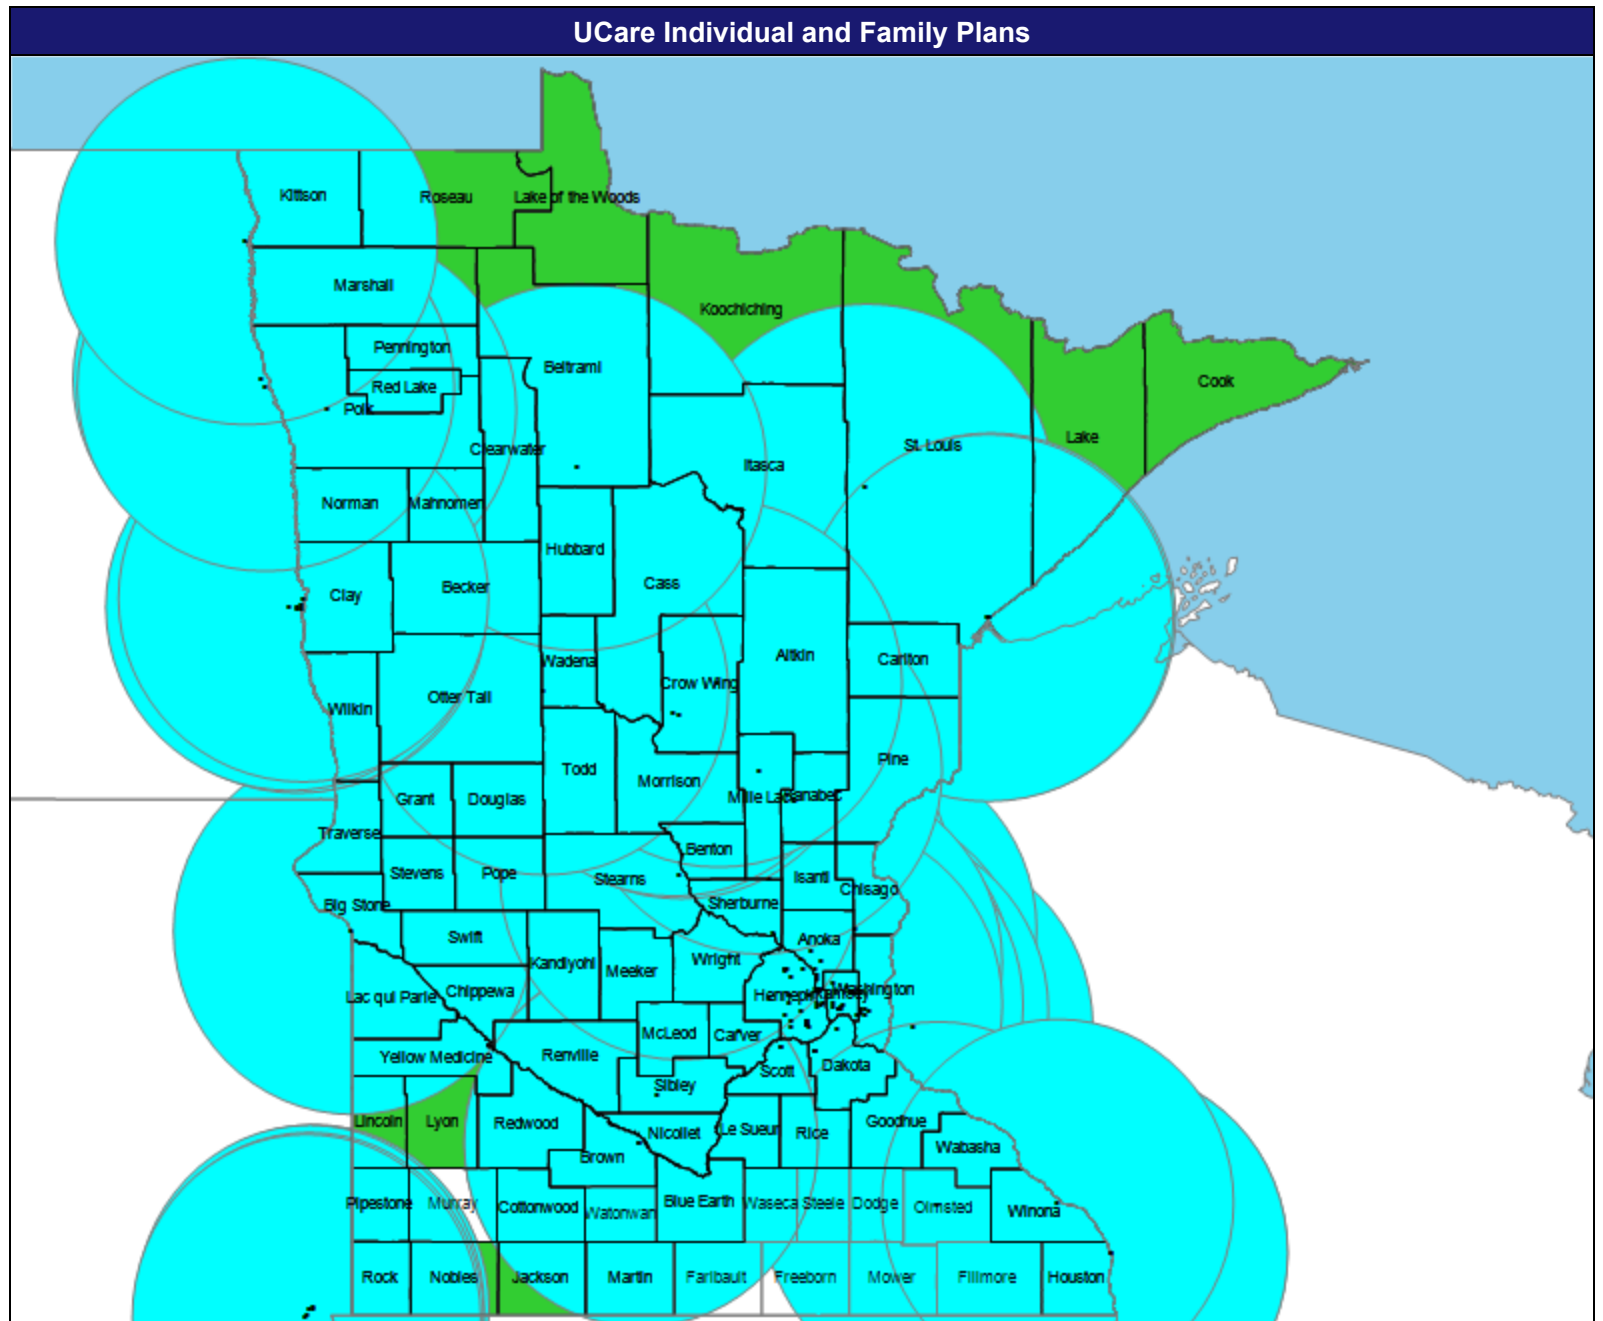 UCare Individual and Family Plans
Kittson
Roseau
Lake of the Woods
Marshall
Koochiching
Pennington
Beltrami
Red Lake
Cook
Polk
Lake
Clearwater
St. Louis
Itasca
Norman
Mahnomen
Hubbard
Cass
Becker
Clay
Aitkin
Carlton
Wadena
Crow Wing
Otter Tail
Wilkin
Pine
Todd
Morrison
Grant
Douglas
Mille Lacs
Kanabec
Traverse
Benton
Stevens
Pope
Stearns
Isanti
Chisago
Big Stone
Sherburne
Swift
Anoka
Kandiyohi
Meeker
Wright
Lac qui Parle
Chippewa
Hennepin
Ramsey
Washington
McLeod
Carver
Yellow Medicine
Renville
Scott
Dakota
Sibley
Lincoln
Lyon
Redwood
Nicollet
Le Sueur
Rice
Goodhue
Wabasha
Brown
Pipestone
Murray
Cottonwood
Watonwan
Blue Earth
Waseca
Steele
Dodge
Olmsted
Winona
Rock
Nobles
Jackson
Martin
Faribault
Freeborn
Mower
Fillmore
Houston